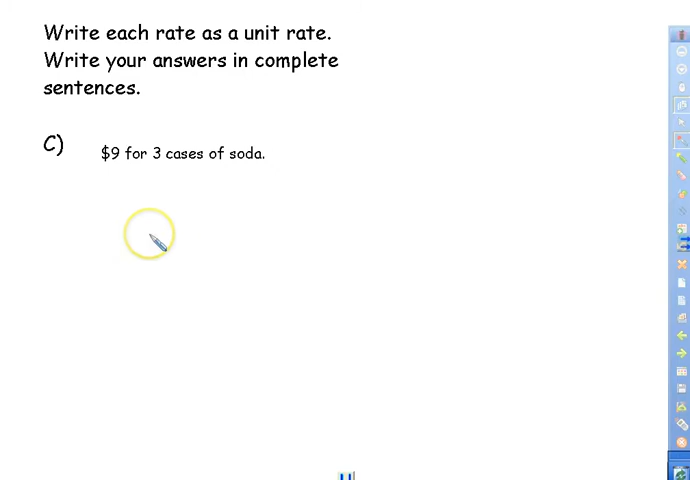 Write each rate as a unit rate.
Write your answers in complete
sentences.
C) $9 for 3 cases of soda.